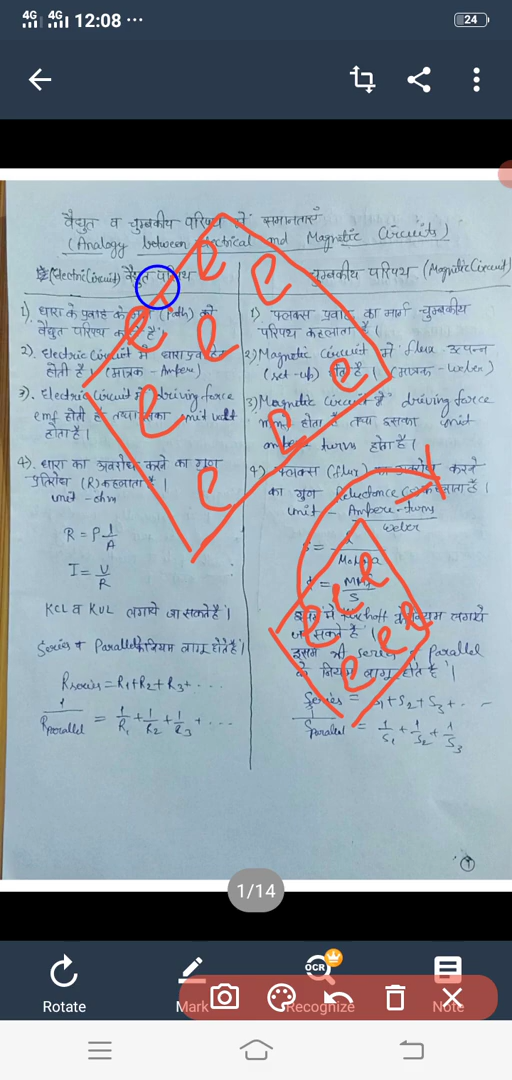 4G 4G 12:08 ...
24
वैद्युत व चुम्बकीय परिपथ में समानताएँ
(Analogy between Electrical and Magnetic Circuits)
(Electric Circuit) वैद्युत परिपथ
1). धारा के प्रवाह के (Path) को
वैद्युत परिपथ कहते है।
2). Electric Circuit में धारा प्रवाहित
होती है। (मात्रक - Ampere)
3). Electric Circuit में driving force
emf होती है तथा इसका unit volt
होता है।
4). धारा का अवरोध करने का गुण
प्रतिरोध (R) कहलाता है।
unit - ohm
R = ρ l/A
I = V/R
KCL व KVL लगाये जा सकते है।
Series & Parallel के नियम लागू होते है।
Rseries = R1+R2+R3+...
1/Rparallel = 1/R1 + 1/R2 + 1/R3 + ...
चुम्बकीय परिपथ (Magnetic Circuit)
1). फ्लक्स प्रवाह का मार्ग चुम्बकीय
परिपथ कहलाता है।
2) Magnetic Circuit में flux उत्पन्न
(set-up) होता है। (मात्रक - Weber)
3) Magnetic Circuit में driving force
mmf होता है तथा इसका unit
ampere turn होता है।
4). फ्लक्स (flux) का अवरोध करने
का गुण Reluctance कहलाता है।
unit - Ampere-turn/Weber
= MMF/S
के नियम लगाये
जा सकते है।
इसमें भी series & Parallel
के नियम लागू होते है।
Sseries = S1+S2+S3+...
1/Sparallel = 1/S1 + 1/S2 + 1/S3
e e e e e e e e
e e e e e e
1
1/14
Rotate
Mark
OCR
Recognize
Note